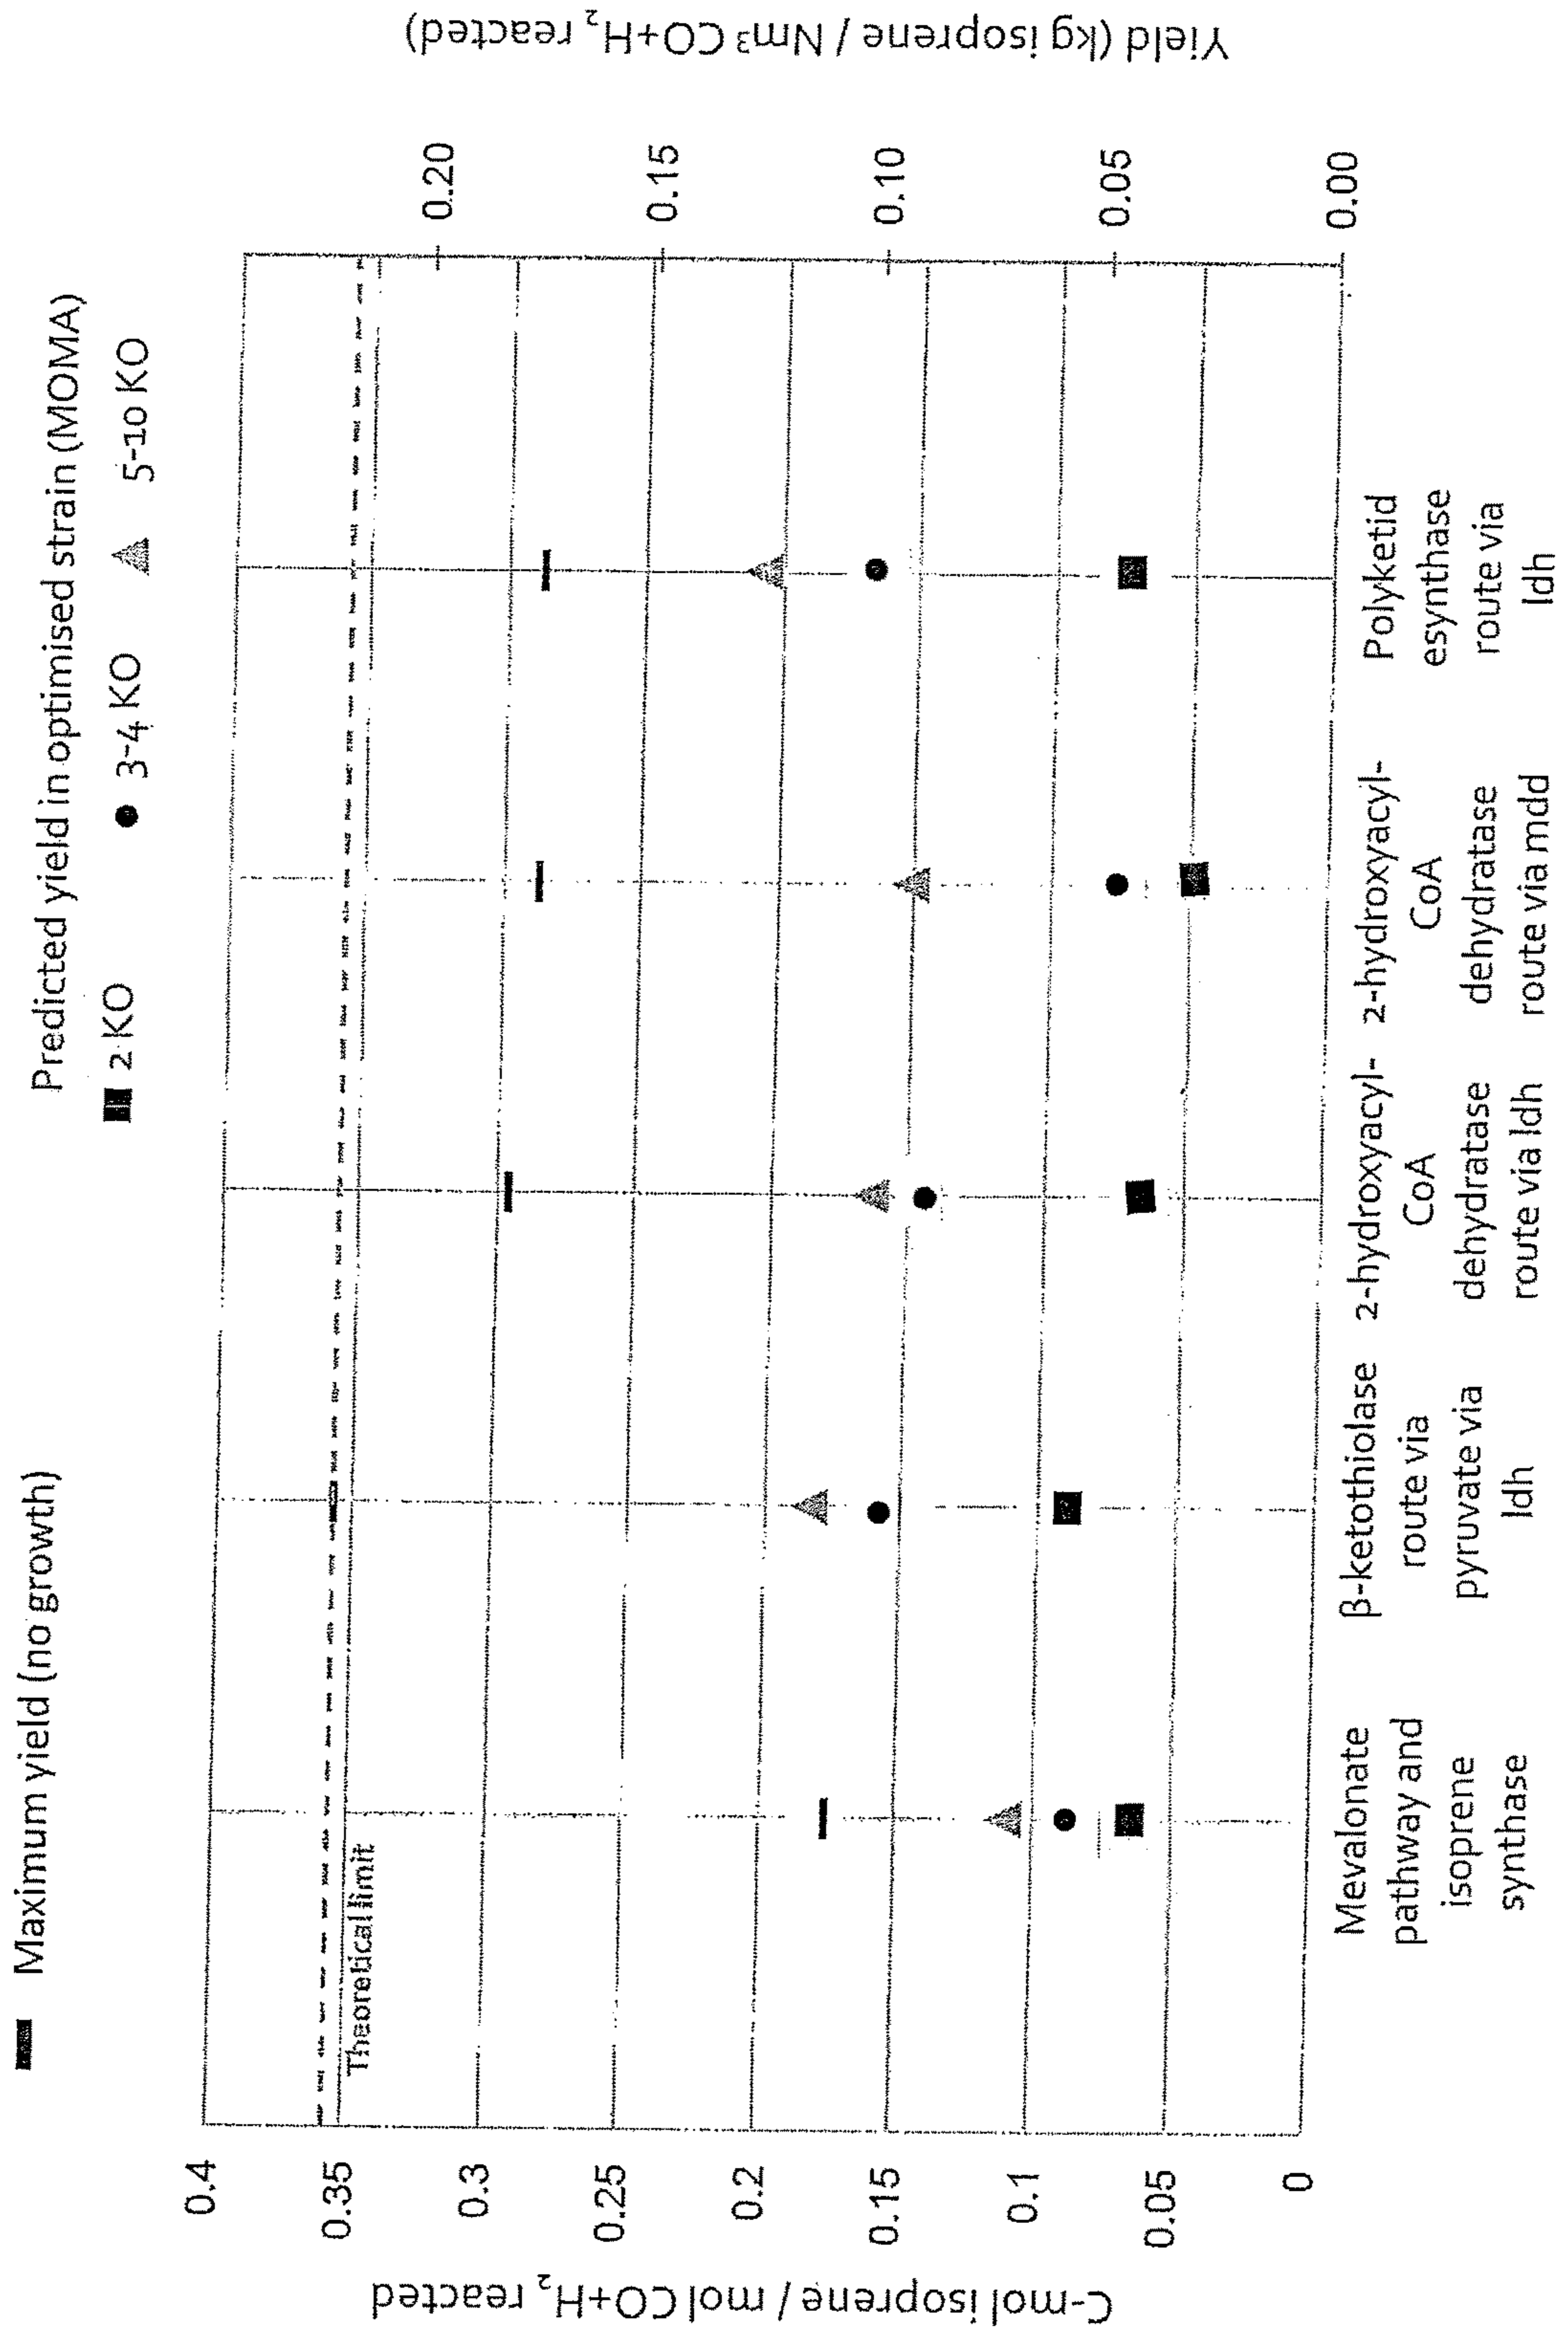 Maximum yield (no growth)
Predicted yield in optimised strain (MOMA)
2 KO
3-4 KO
5-10 KO
C-mol isoprene / mol CO+H₂ reacted
0.4
0.35
0.3
0.25
0.2
0.15
0.1
0.05
0
Theoretical limit
Yield (kg isoprene / Nm³ CO+H₂ reacted)
0.20
0.15
0.10
0.05
0.00
Mevalonate
pathway and
isoprene
synthase
β-ketothiolase
route via
pyruvate via
ldh
2-hydroxyacyl-
CoA
dehydratase
route via ldh
2-hydroxyacyl-
CoA
dehydratase
route via mdd
Polyketid
esynthase
route via
ldh